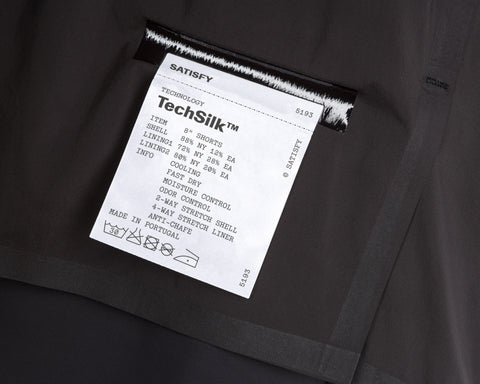 SATISFY
5193
TECHNOLOGY
TechSilk™
ITEM 8" SHORTS
SHELL 88% NY 12% EA
LINING1 72% NY 28% EA
LINING2 80% NY 20% EA
INFO COOLING
FAST DRY
MOISTURE CONTROL
ODOR CONTROL
2-WAY STRETCH SHELL
4-WAY STRETCH LINER
ANTI-CHAFE
MADE IN PORTUGAL
30
© SATISFY
5193